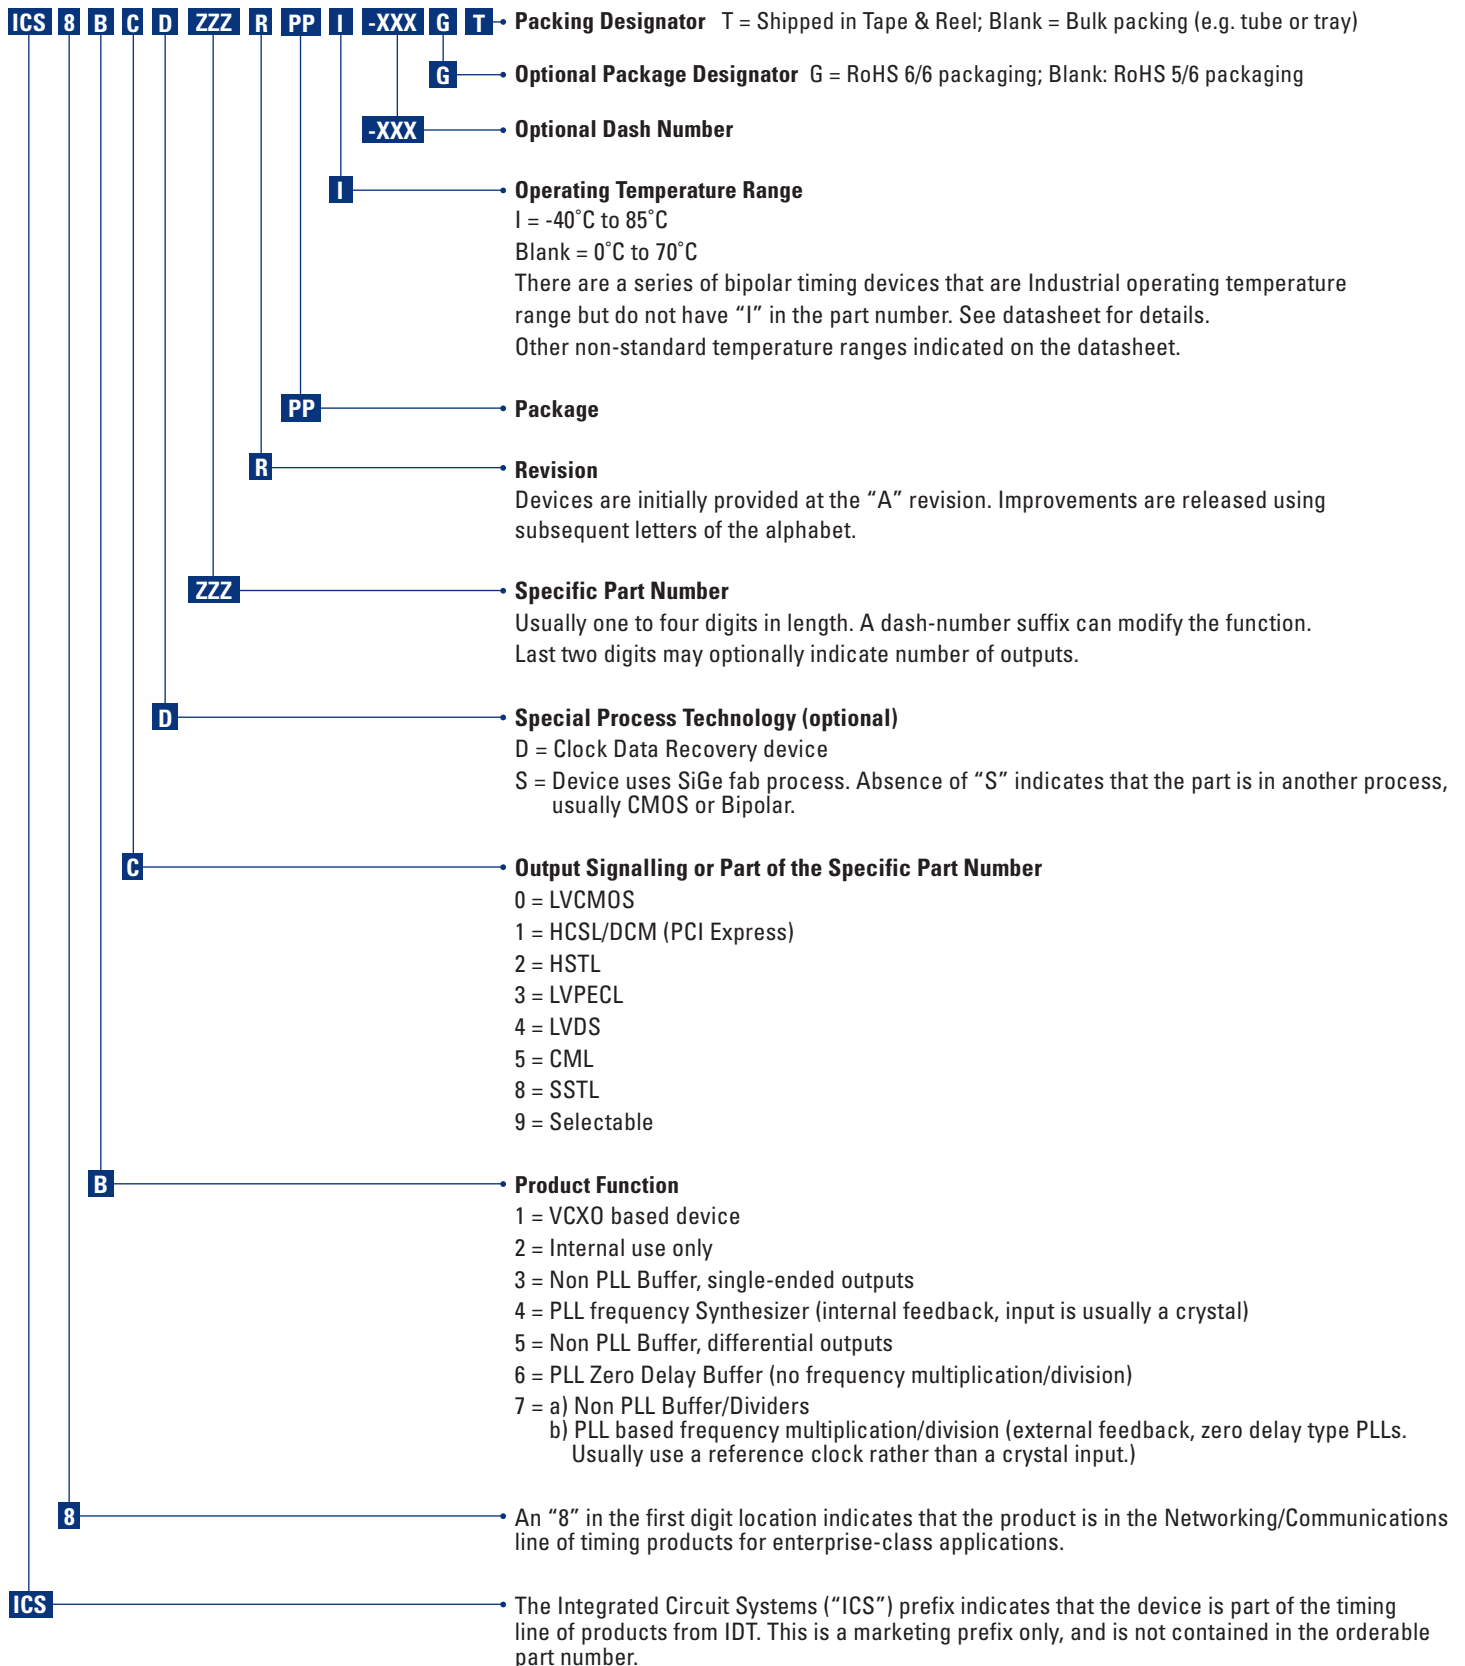 ICS 8 B C D ZZZ R PP I -XXX G T Packing Designator T = Shipped in Tape & Reel; Blank = Bulk packing (e.g. tube or tray)
G Optional Package Designator G = RoHS 6/6 packaging; Blank: RoHS 5/6 packaging
-XXX Optional Dash Number
I Operating Temperature Range
I = -40˚C to 85˚C
Blank = 0˚C to 70˚C
There are a series of bipolar timing devices that are Industrial operating temperature
range but do not have “I” in the part number. See datasheet for details.
Other non-standard temperature ranges indicated on the datasheet.
PP Package
R Revision
Devices are initially provided at the “A” revision. Improvements are released using
subsequent letters of the alphabet.
ZZZ Specific Part Number
Usually one to four digits in length. A dash-number suffix can modify the function.
Last two digits may optionally indicate number of outputs.
D Special Process Technology (optional)
D = Clock Data Recovery device
S = Device uses SiGe fab process. Absence of “S” indicates that the part is in another process,
usually CMOS or Bipolar.
C Output Signalling or Part of the Specific Part Number
0 = LVCMOS
1 = HCSL/DCM (PCI Express)
2 = HSTL
3 = LVPECL
4 = LVDS
5 = CML
8 = SSTL
9 = Selectable
B Product Function
1 = VCXO based device
2 = Internal use only
3 = Non PLL Buffer, single-ended outputs
4 = PLL frequency Synthesizer (internal feedback, input is usually a crystal)
5 = Non PLL Buffer, differential outputs
6 = PLL Zero Delay Buffer (no frequency multiplication/division)
7 = a) Non PLL Buffer/Dividers
b) PLL based frequency multiplication/division (external feedback, zero delay type PLLs.
Usually use a reference clock rather than a crystal input.)
8 An “8” in the first digit location indicates that the product is in the Networking/Communications
line of timing products for enterprise-class applications.
ICS The Integrated Circuit Systems (“ICS”) prefix indicates that the device is part of the timing
line of products from IDT. This is a marketing prefix only, and is not contained in the orderable
part number.